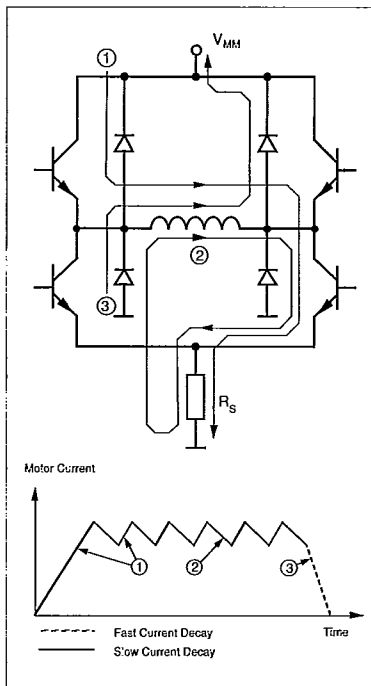 ①
V_MM
②
③
R_S
Motor Current
①
②
③
Fast Current Decay
Time
Slow Current Decay